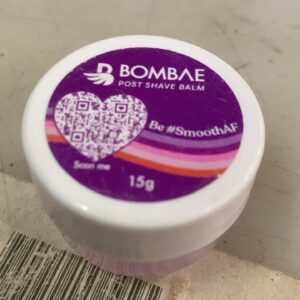 BOMBAE
POST SHAVE BALM
Be #SmoothAF
Scan me
15g